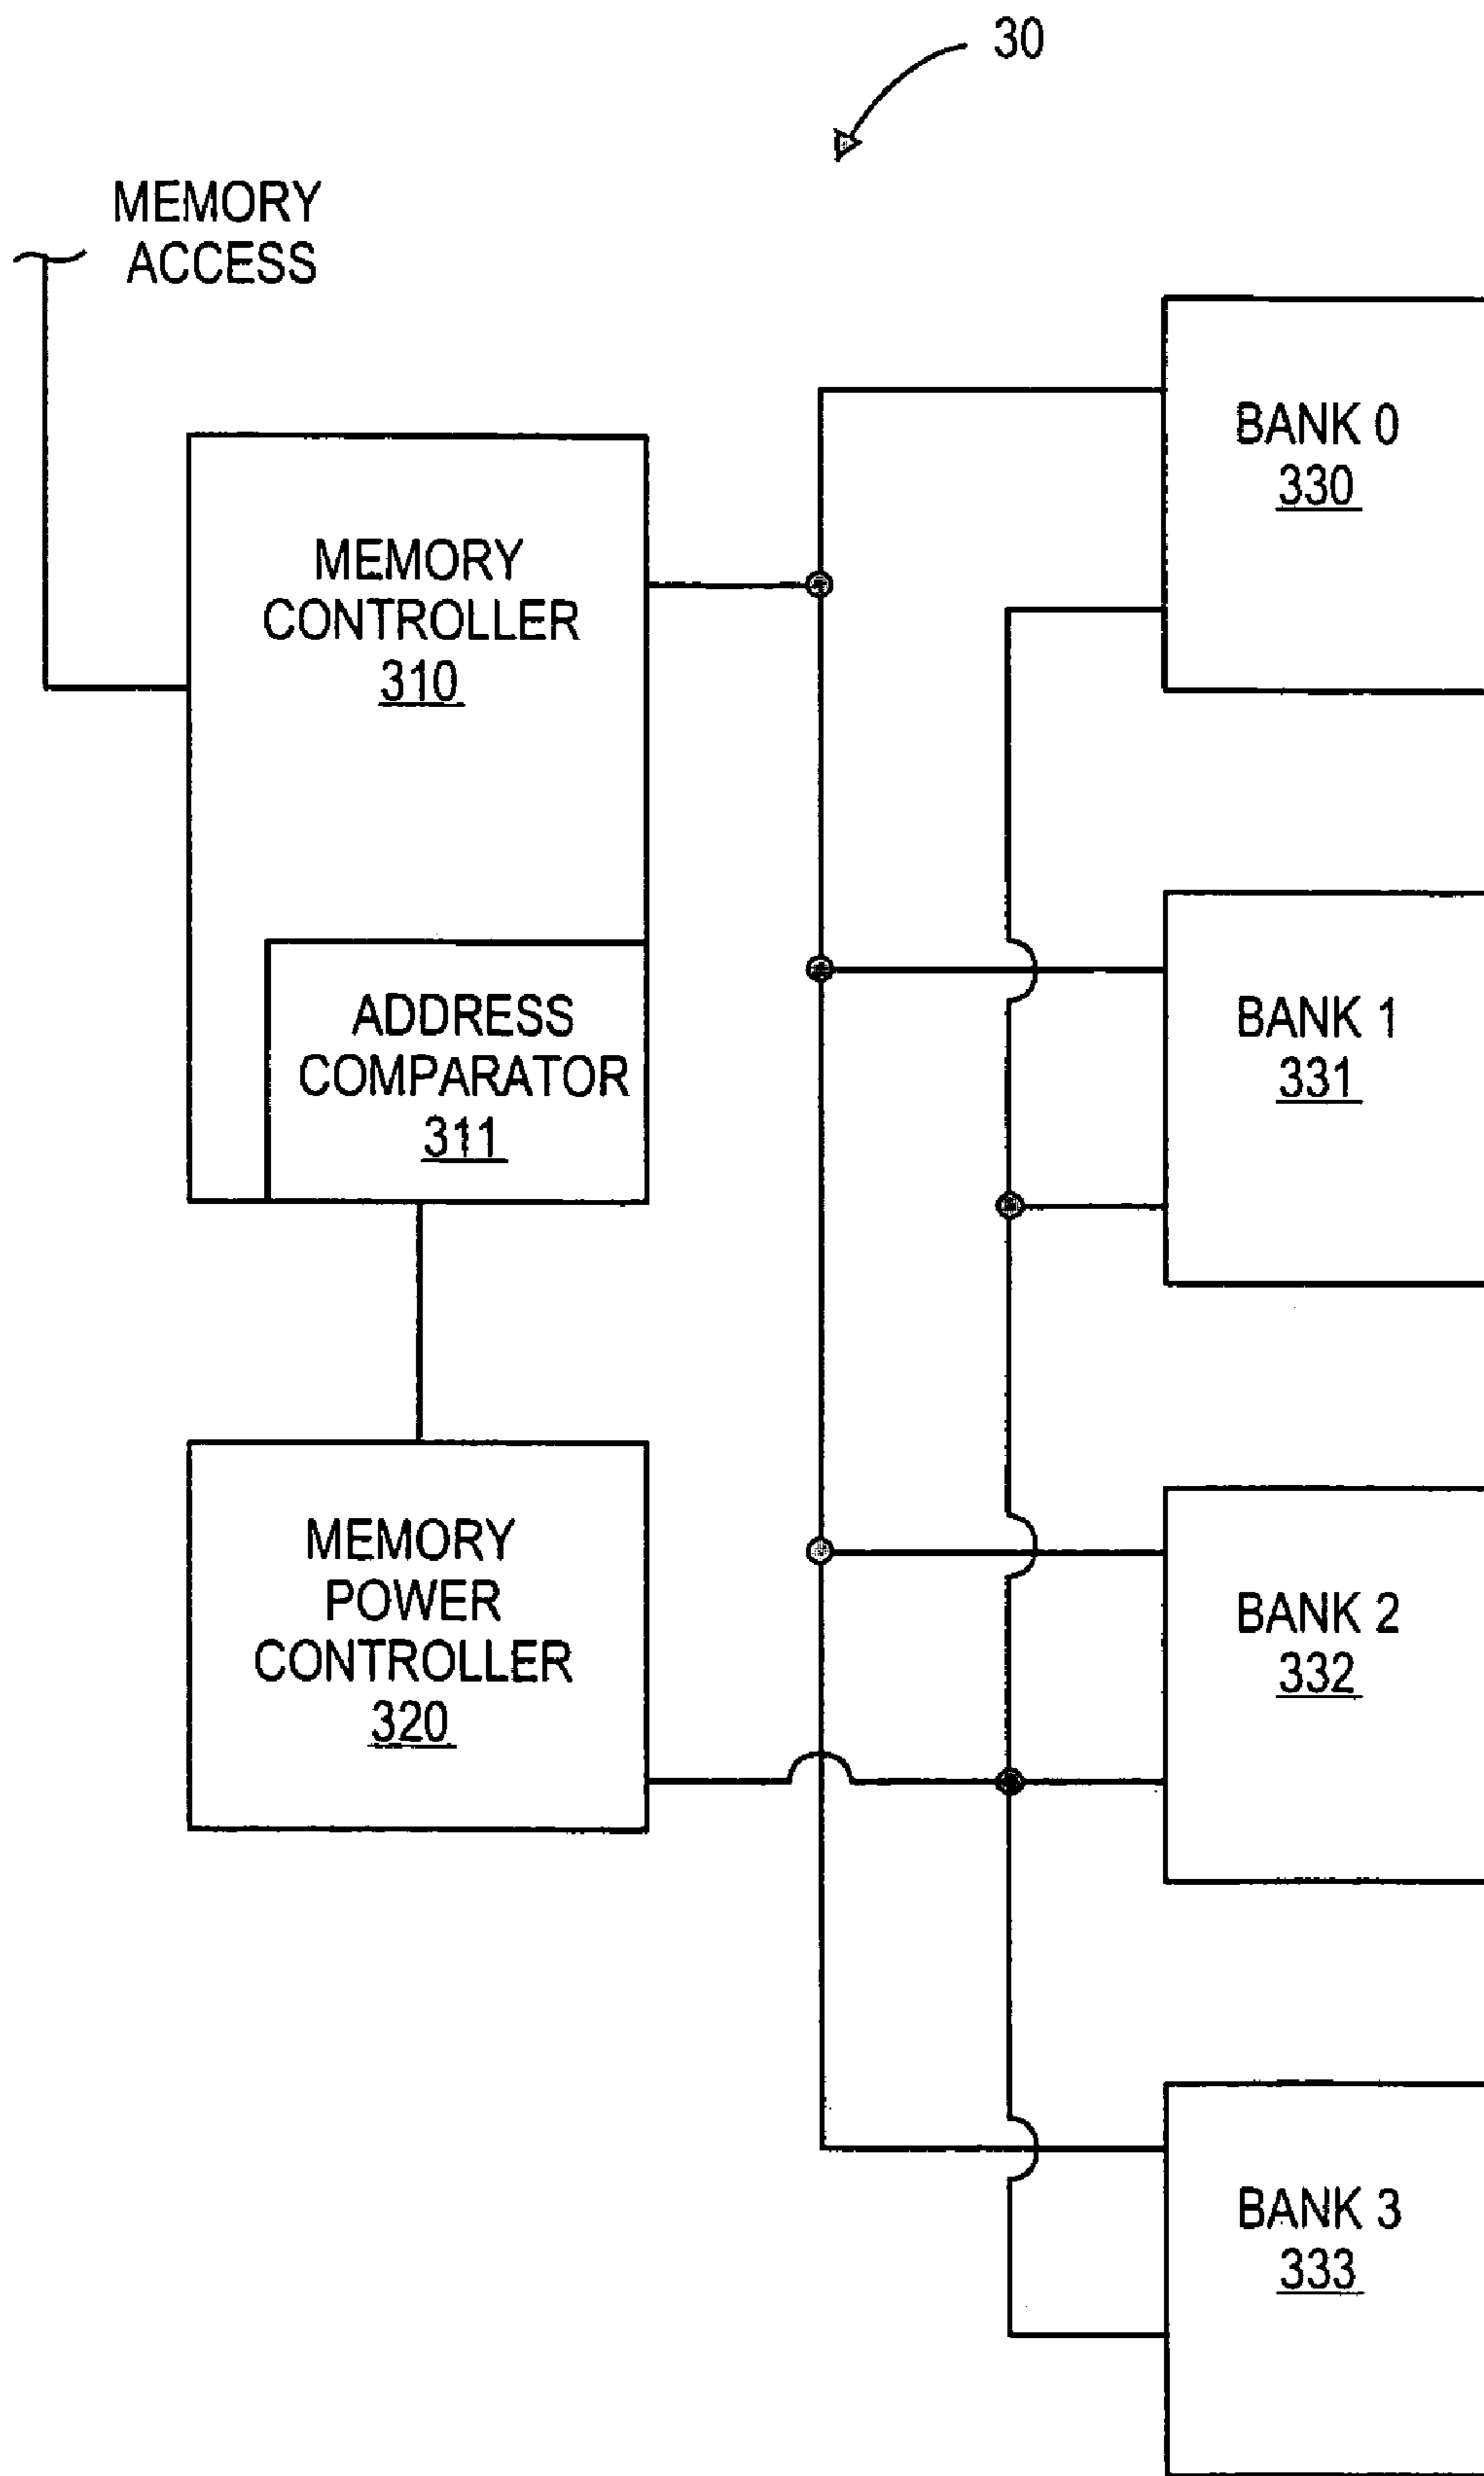 30
MEMORY
ACCESS
BANK 0
330
MEMORY
CONTROLLER
310
ADDRESS
COMPARATOR
311
BANK 1
331
MEMORY
POWER
CONTROLLER
320
BANK 2
332
BANK 3
333